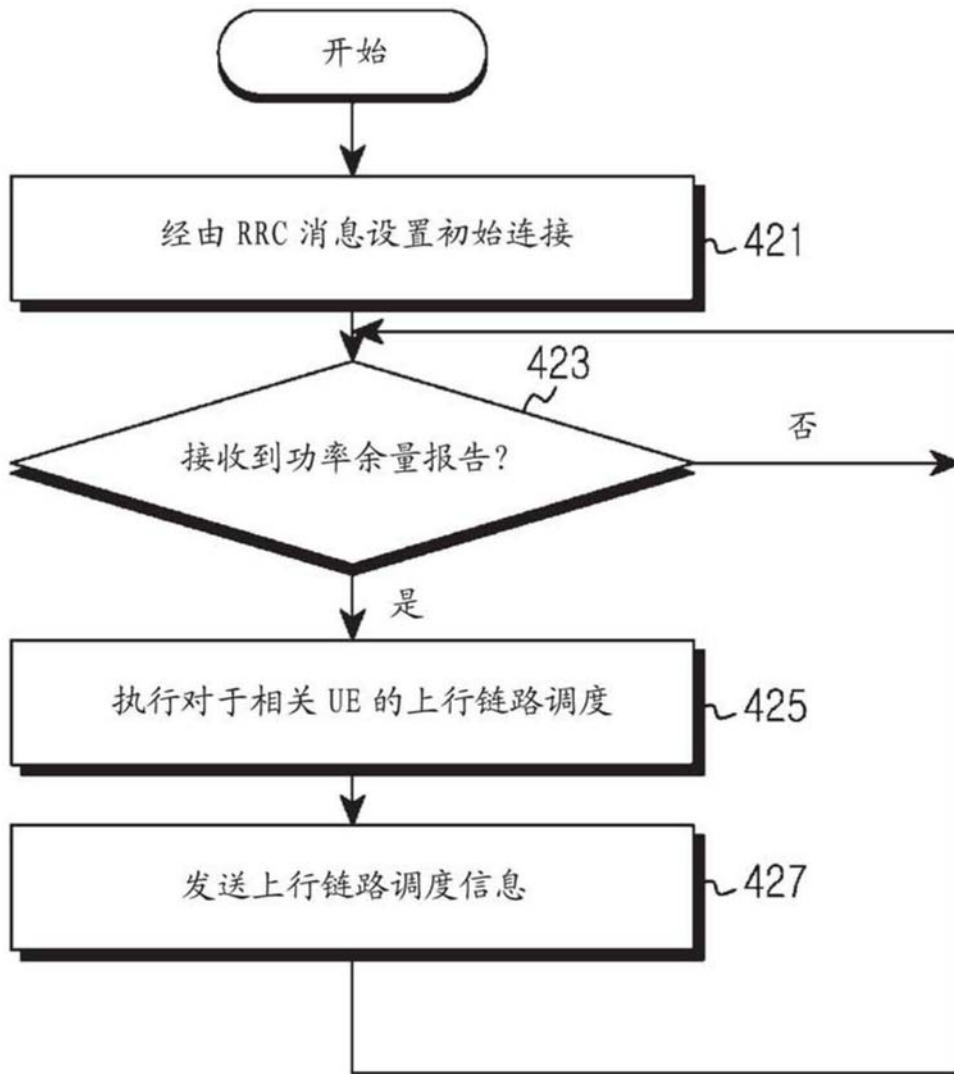 开始
经由 RRC 消息设置初始连接
421
423
接收到功率余量报告?
否
是
执行对于相关 UE 的上行链路调度
425
发送上行链路调度信息
427